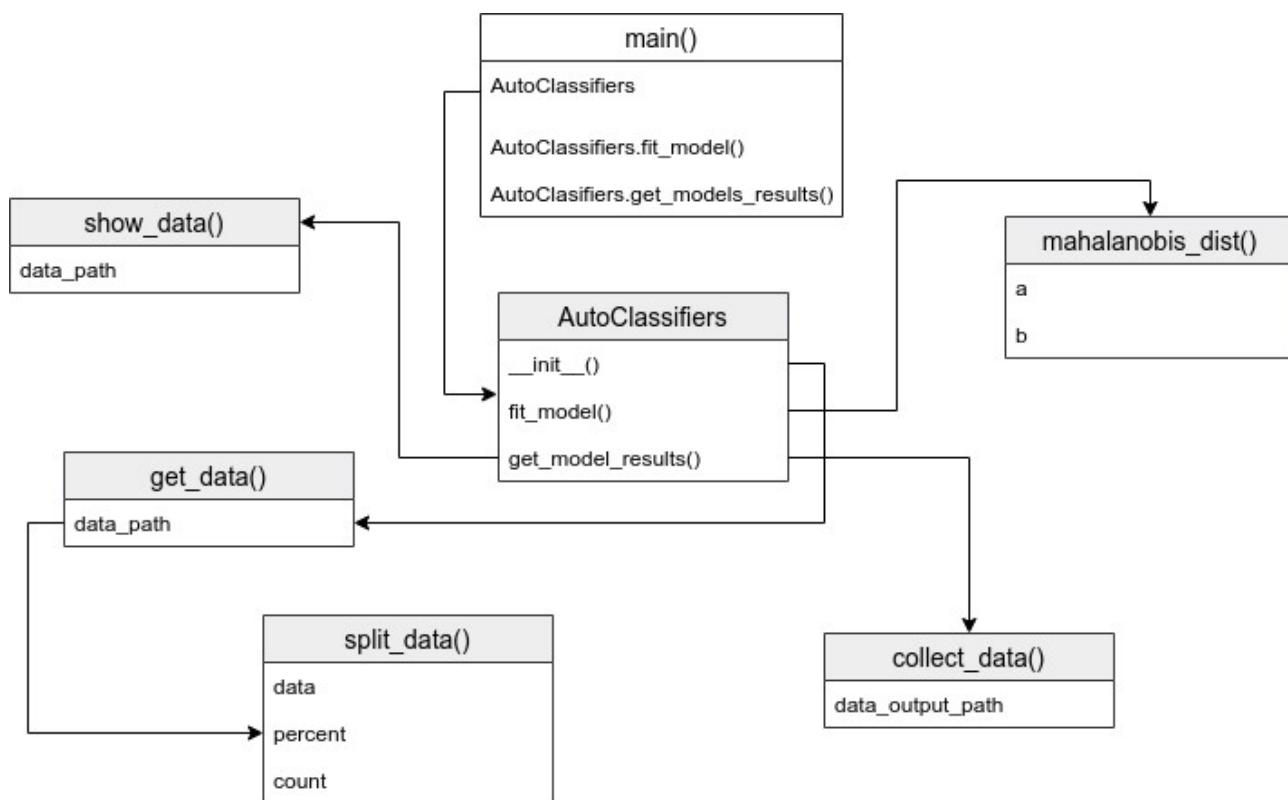 main()
AutoClassifiers
AutoClassifiers.fit_model()
AutoClasifiers.get_models_results()
show_data()
data_path
mahalanobis_dist()
a
b
AutoClassifiers
__init__()
fit_model()
get_model_results()
get_data()
data_path
split_data()
data
percent
count
collect_data()
data_output_path